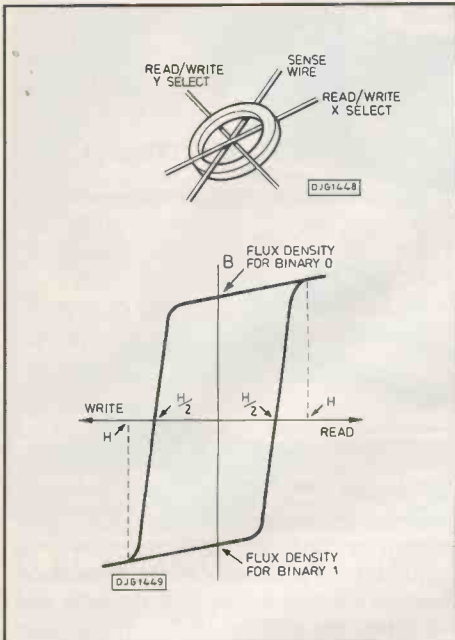 READ/WRITE
Y SELECT
SENSE
WIRE
READ/WRITE
X SELECT
DJG1448
B
FLUX DENSITY
FOR BINARY 0
H/2
H/2
WRITE
H
H
READ
FLUX DENSITY
FOR BINARY 1
DJG1449